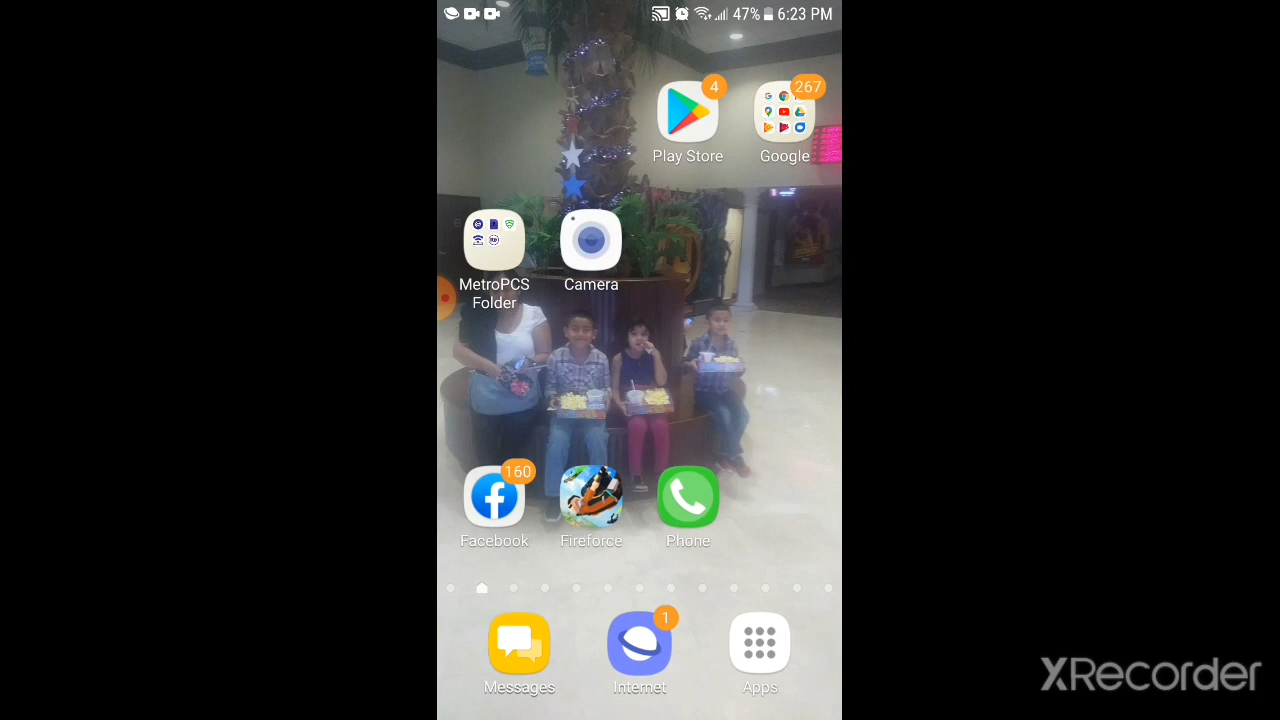 47% 6:23 PM
4
267
Play Store
Google
MetroPCS
Folder
Camera
160
Facebook
Fireforce
Phone
1
Messages
Internet
Apps
XRecorder